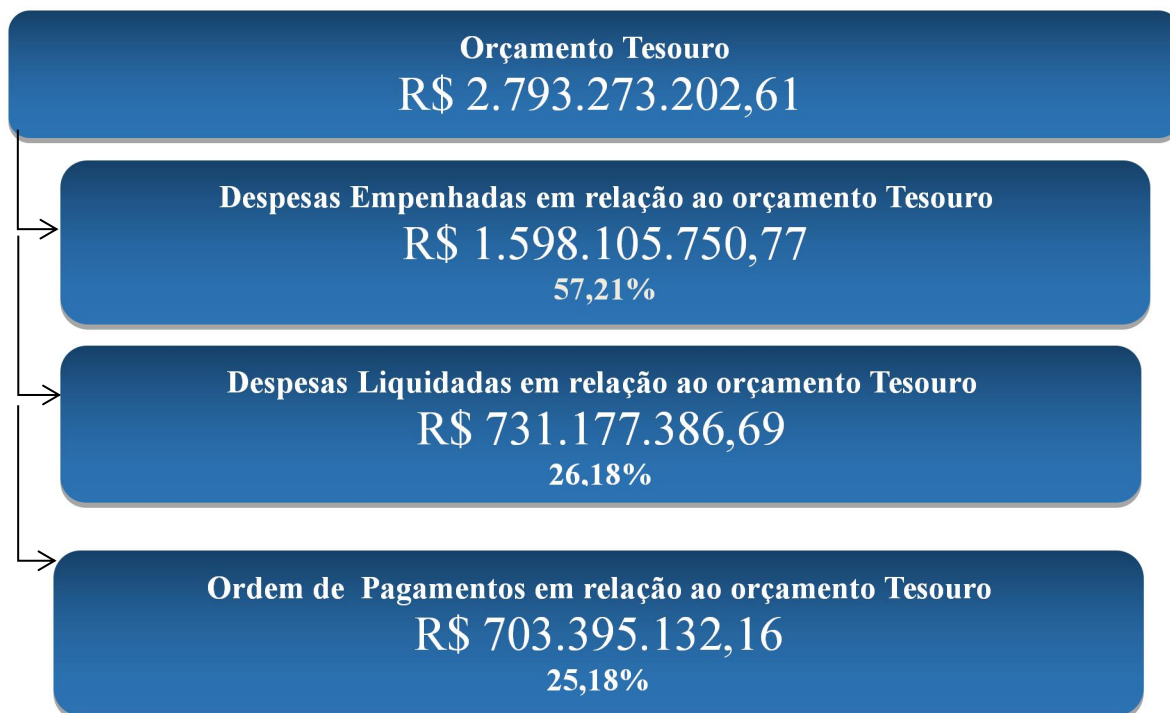 Orçamento Tesouro
R$ 2.793.273.202,61
Despesas Empenhadas em relação ao orçamento Tesouro
R$ 1.598.105.750,77
57,21%
Despesas Liquidadas em relação ao orçamento Tesouro
R$ 731.177.386,69
26,18%
Ordem de  Pagamentos em relação ao orçamento Tesouro
R$ 703.395.132,16
25,18%